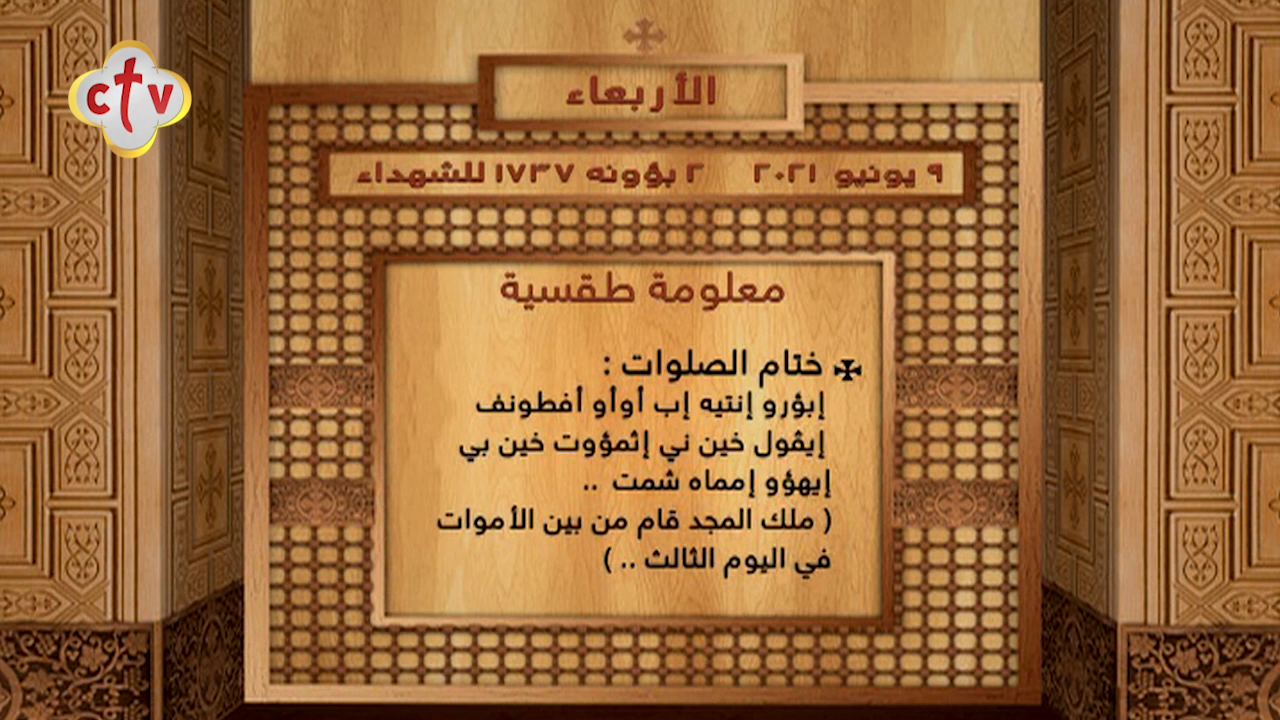 CTV
الأربعاء
٩ يونيو ٢٠٢١ ٢ بؤونه ١٧٣٧ للشهداء
معلومة طقسية
ختام الصلوات :
إبؤرو إنتيه إب أوأو أفطونف
إيڤول خين ني إثمؤوت خين بي
إيهؤو إمماه شمت ..
( ملك المجد قام من بين الأموات
في اليوم الثالث .. )